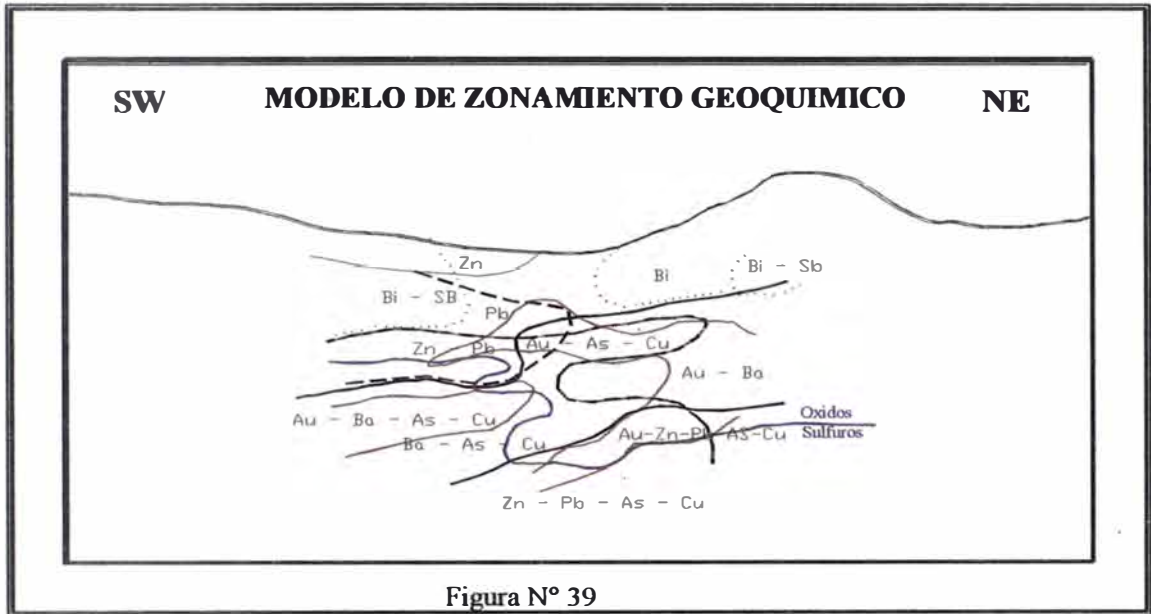 SW MODELO DE ZONAMIENTO GEOQUIMICO NE
Zn
Bi
Bi - Sb
Bi - SB
Pb
Zn Pb Au - As - Cu
Au - Ba
Au - Ba - As - Cu
Oxidos
Ba - As - Cu
Au-Zn-Pb-AS-Cu
Sulfuros
Zn - Pb - As - Cu
Figura N° 39